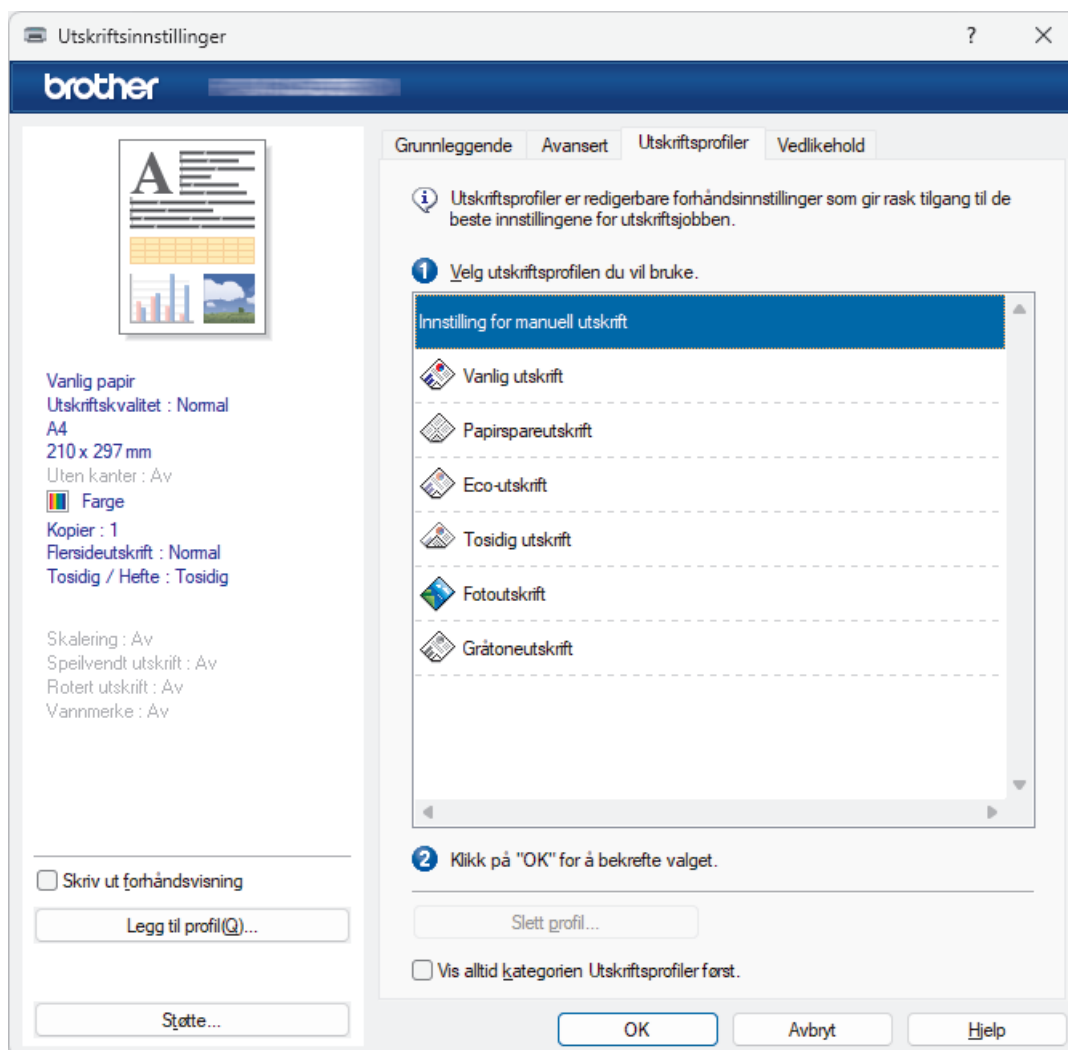 Utskriftsinnstillinger
brother
Vanlig papir
Utskriftskvalitet : Normal
A4
210 x 297 mm
Uten kanter : Av
Farge
Kopier : 1
Flersideutskrift : Normal
Tosidig / Hefte : Tosidig
Skalering : Av
Speilvendt utskrift : Av
Rotert utskrift : Av
Vannmerke : Av
Skriv ut forhåndsvisning
Legg til profil(Q)...
Støtte...
Grunnleggende Avansert Utskriftsprofiler Vedlikehold
Utskriftsprofiler er redigerbare forhåndsinnstillinger som gir rask tilgang til de
beste innstillingene for utskriftsjobben.
1 Velg utskriftsprofilen du vil bruke.
Innstilling for manuell utskrift
Vanlig utskrift
Papirspareutskrift
Eco-utskrift
Tosidig utskrift
Fotoutskrift
Gråtoneutskrift
2 Klikk på "OK" for å bekrefte valget.
Slett profil...
Vis alltid kategorien Utskriftsprofiler først.
OK Avbryt Hjelp